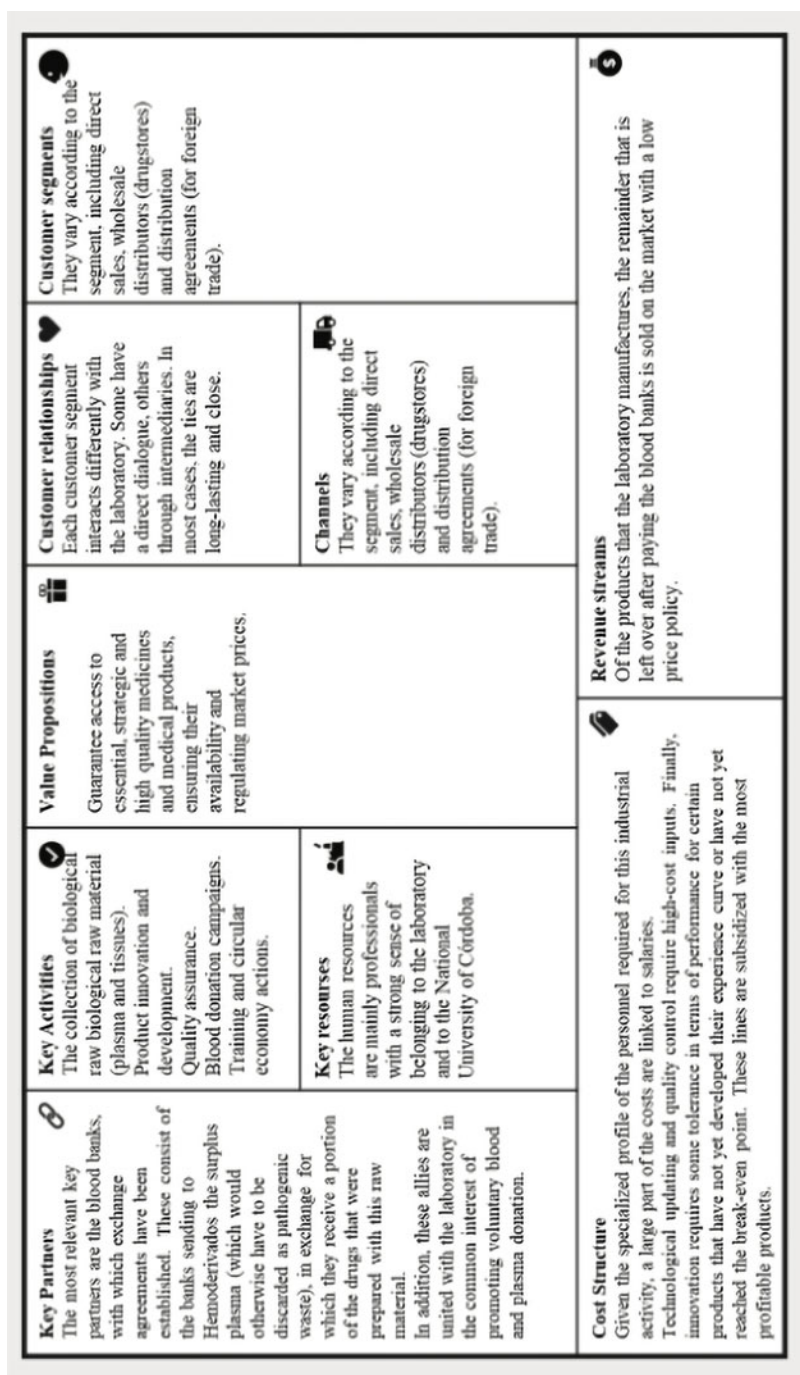 Key Partners
The most relevant key
partners are the blood banks,
with which exchange
agreements have been
established. These consist of
the banks sending to
Hemoderivados the surplus
plasma (which would
otherwise have to be
discarded as pathogenic
waste), in exchange for
which they receive a portion
of the drugs that were
prepared with this raw
material.
In addition, these allies are
united with the laboratory in
the common interest of
promoting voluntary blood
and plasma donation.
Key Activities
The collection of biological
raw biological raw material
(plasma and tissues).
Product innovation and
development.
Quality assurance.
Blood donation campaigns.
Training and circular
economy actions.
Key resourses
The human resources
are mainly professionals
with a strong sense of
belonging to the laboratory
and to the National
University of Córdoba.
Value Propositions
Guarantee access to
essential, strategic and
high quality medicines
and medical products,
ensuring their
availability and
regulating market prices.
Customer relationships
Each customer segment
interacts differently with
the laboratory. Some have
a direct dialogue, others
through intermediaries. In
most cases, the ties are
long-lasting and close.
Channels
They vary according to the
segment, including direct
sales, wholesale
distributors (drugstores)
and distribution
agreements (for foreign
trade).
Customer segments
They vary according to the
segment, including direct
sales, wholesale
distributors (drugstores)
and distribution
agreements (for foreign
trade).
Cost Structure
Given the specialized profile of the personnel required for this industrial
activity, a large part of the costs are linked to salaries.
Technological updating and quality control require high-cost inputs. Finally,
innovation requires some tolerance in terms of performance for certain
products that have not yet developed their experience curve or have not yet
reached the break-even point. These lines are subsidized with the most
profitable products.
Revenue streams
Of the products that the laboratory manufactures, the remainder that is
left over after paying the blood banks is sold on the market with a low
price policy.
$